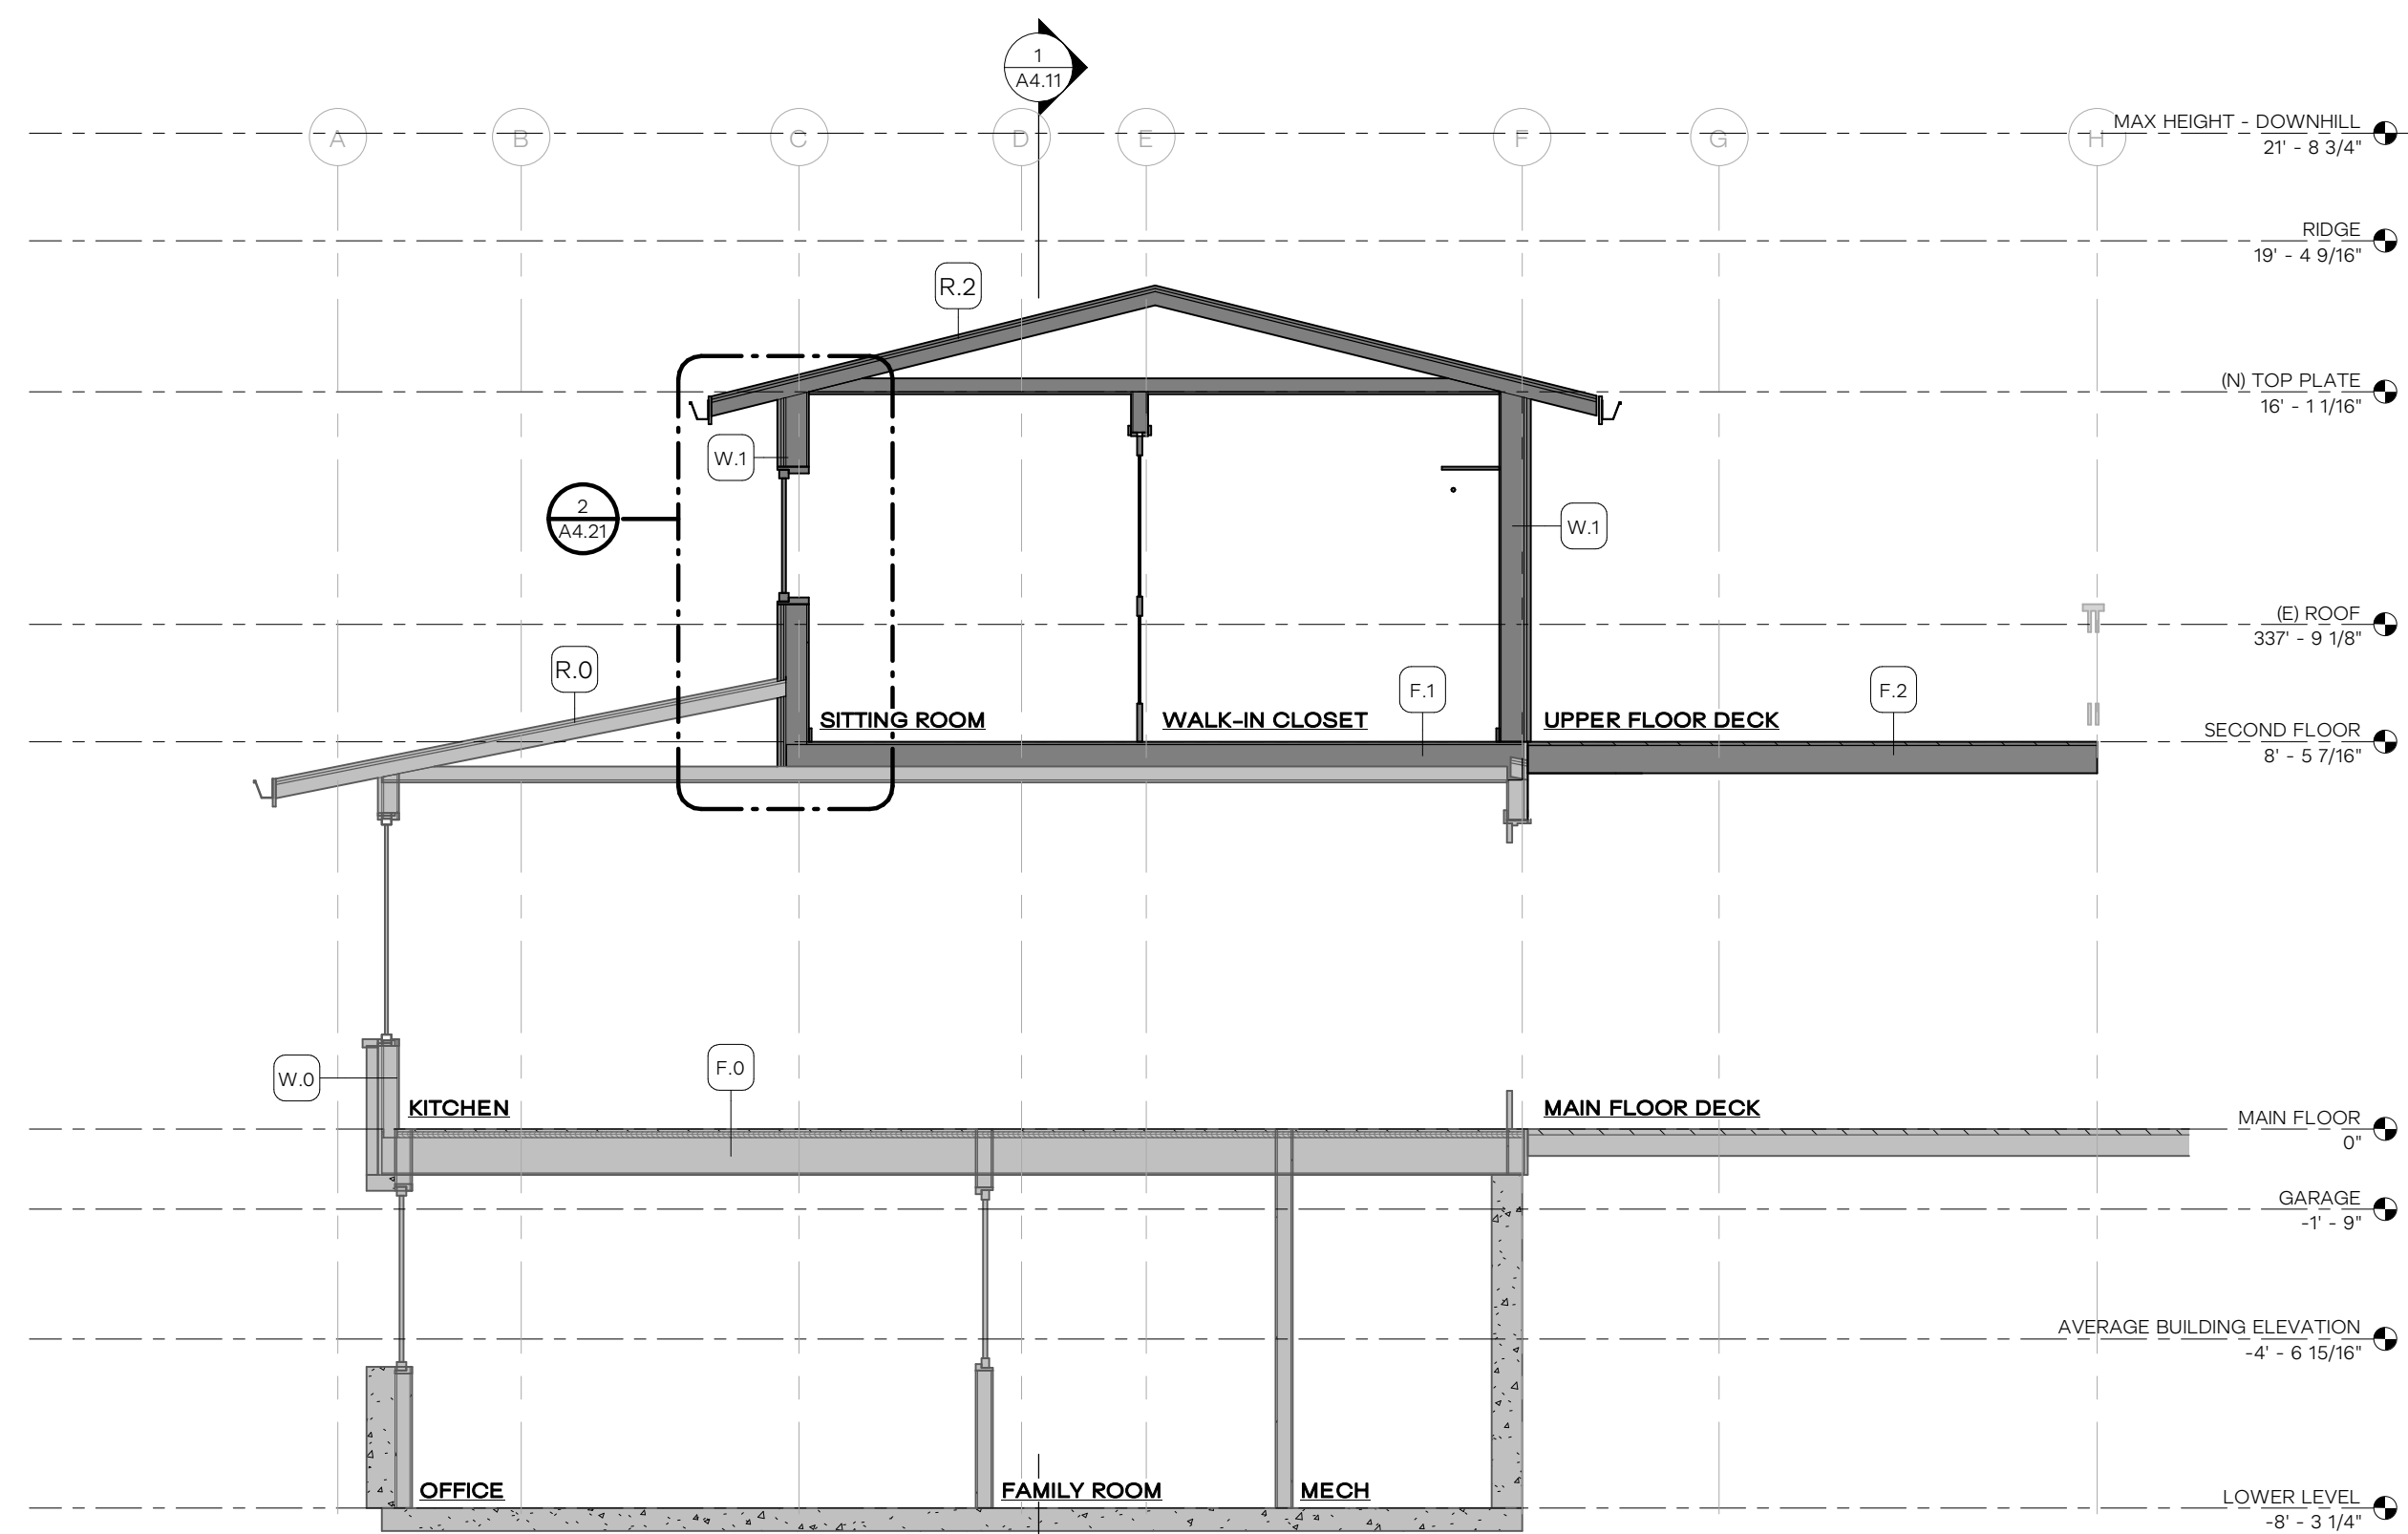 1
A4.11
A
B
C
D
E
F
G
H
MAX HEIGHT - DOWNHILL
21' - 8 3/4"
RIDGE
19' - 4 9/16"
R.2
(N) TOP PLATE
16' - 1 1/16"
W.1
2
A4.21
W.1
(E) ROOF
337' - 9 1/8"
R.0
F.1
F.2
SITTING ROOM
WALK-IN CLOSET
UPPER FLOOR DECK
SECOND FLOOR
8' - 5 7/16"
W.0
F.0
KITCHEN
MAIN FLOOR DECK
MAIN FLOOR
0"
GARAGE
-1' - 9"
AVERAGE BUILDING ELEVATION
-4' - 6 15/16"
OFFICE
FAMILY ROOM
MECH
LOWER LEVEL
-8' - 3 1/4"